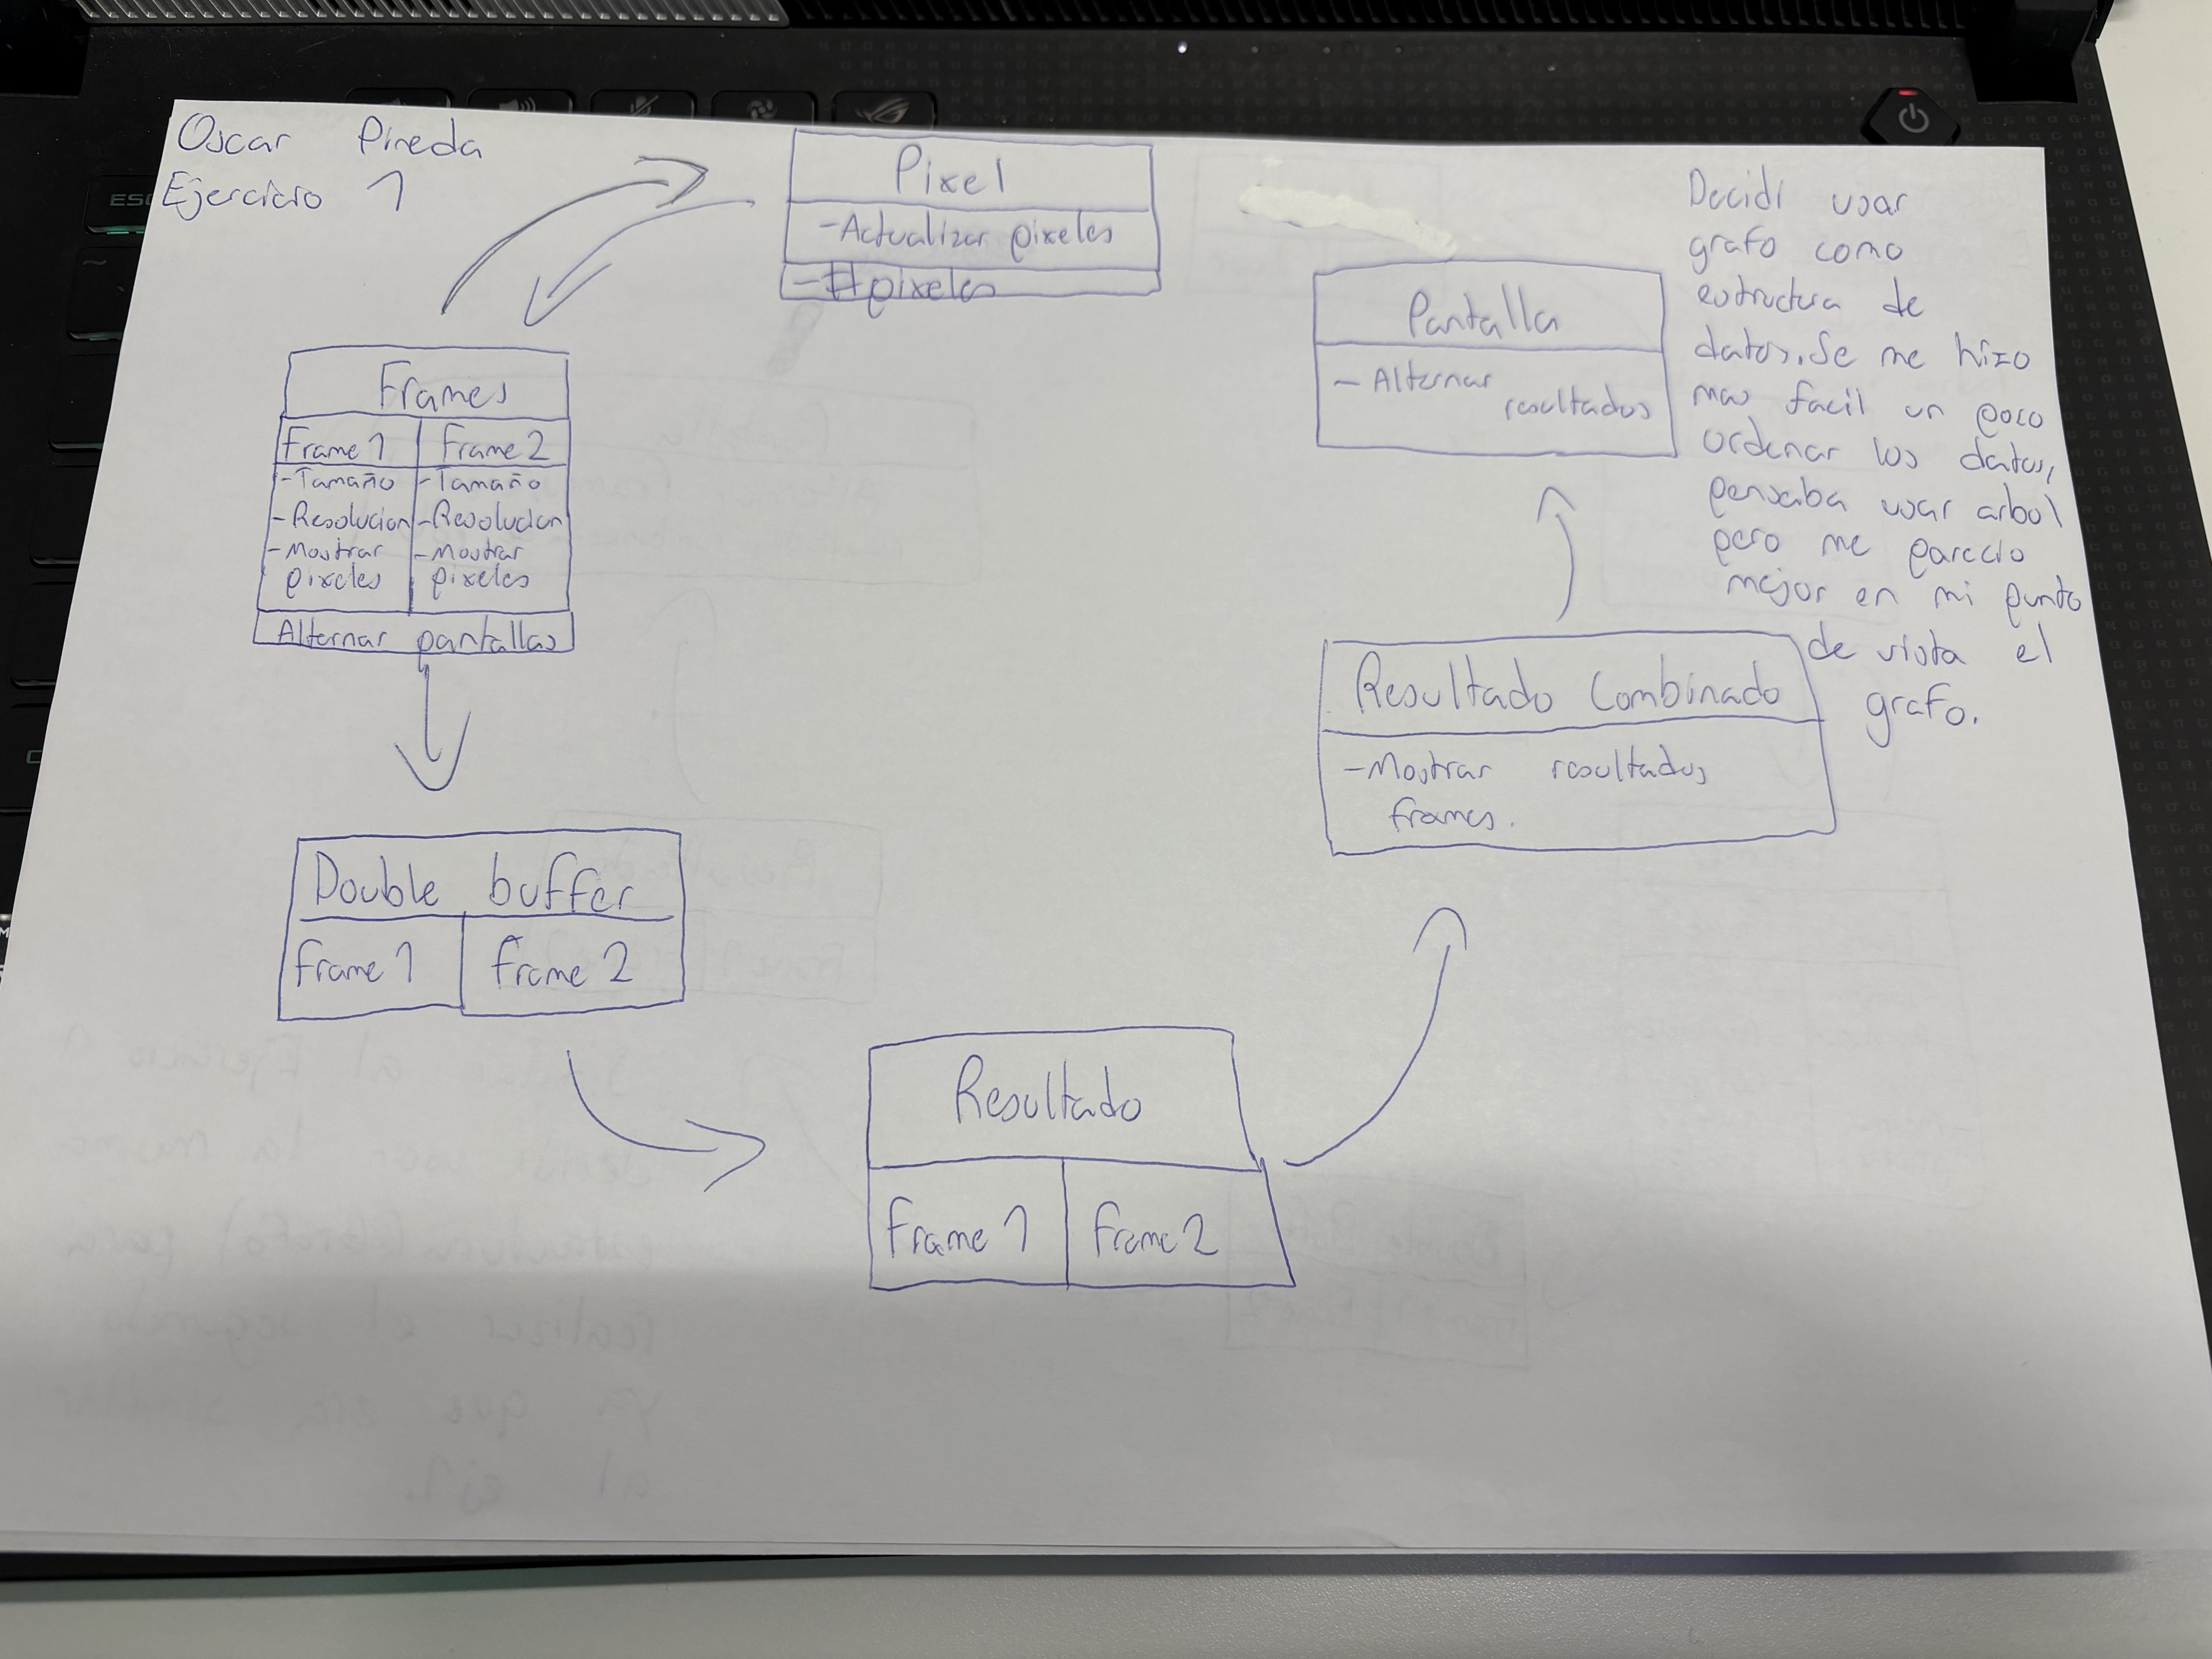 Oscar Pineda
Ejercicio 1
Pixel
-Actualizar pixeles
-# pixeles
Frames
Frame 1 Frame 2
-Tamaño -Tamaño
-Resolucion -Resolucion
-Mostrar -Mostrar
pixeles pixeles
Alternar pantallas
Double buffer
Frame 1 Frame 2
Resultado
Frame 1 Frame 2
Resultado Combinado
-Mostrar resultados
frames.
Pantalla
-Alternar resultados
Decidi usar
grafo como
estructura de
datos. Se me hizo
mas facil un poco
ordenar los datos,
pensaba usar arbol
pero me parecio
mejor en mi punto
de vista el
grafo.
ESC